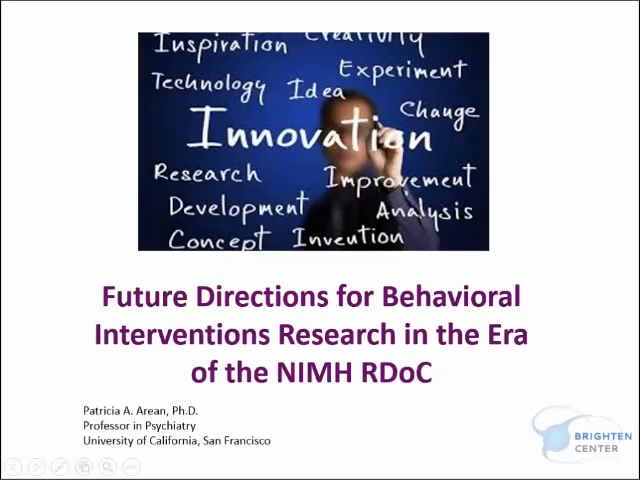 Inspiration Creativity
Technology Idea Experiment
Innovation Change
Research Improvement
Development Analysis
Concept Invention
Future Directions for Behavioral
Interventions Research in the Era
of the NIMH RDoC
Patricia A. Arean, Ph.D.
Professor in Psychiatry
University of California, San Francisco
BRIGHTEN
CENTER